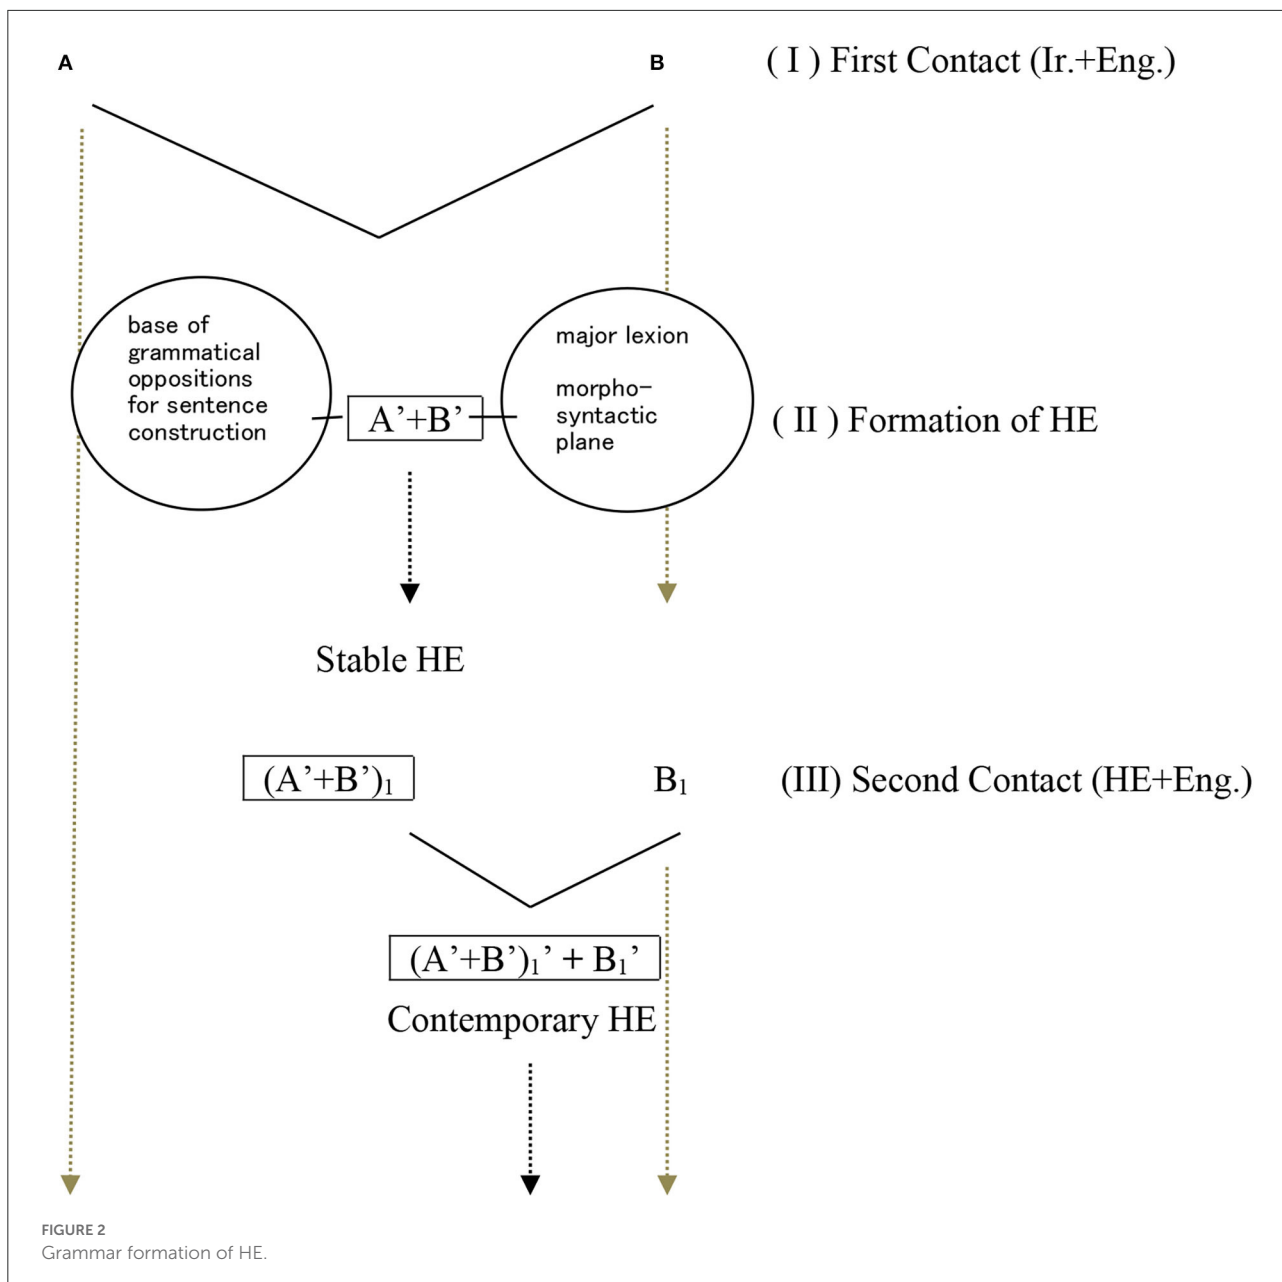 A
B
( I ) First Contact (Ir.+Eng.)
base of
grammatical
oppositions
for sentence
construction
A’+B’
major lexion
morpho-
syntactic
plane
( II ) Formation of HE
Stable HE
(A’+B’)₁
B₁
(III) Second Contact (HE+Eng.)
(A’+B’)₁’ + B₁’
Contemporary HE
FIGURE 2
Grammar formation of HE.